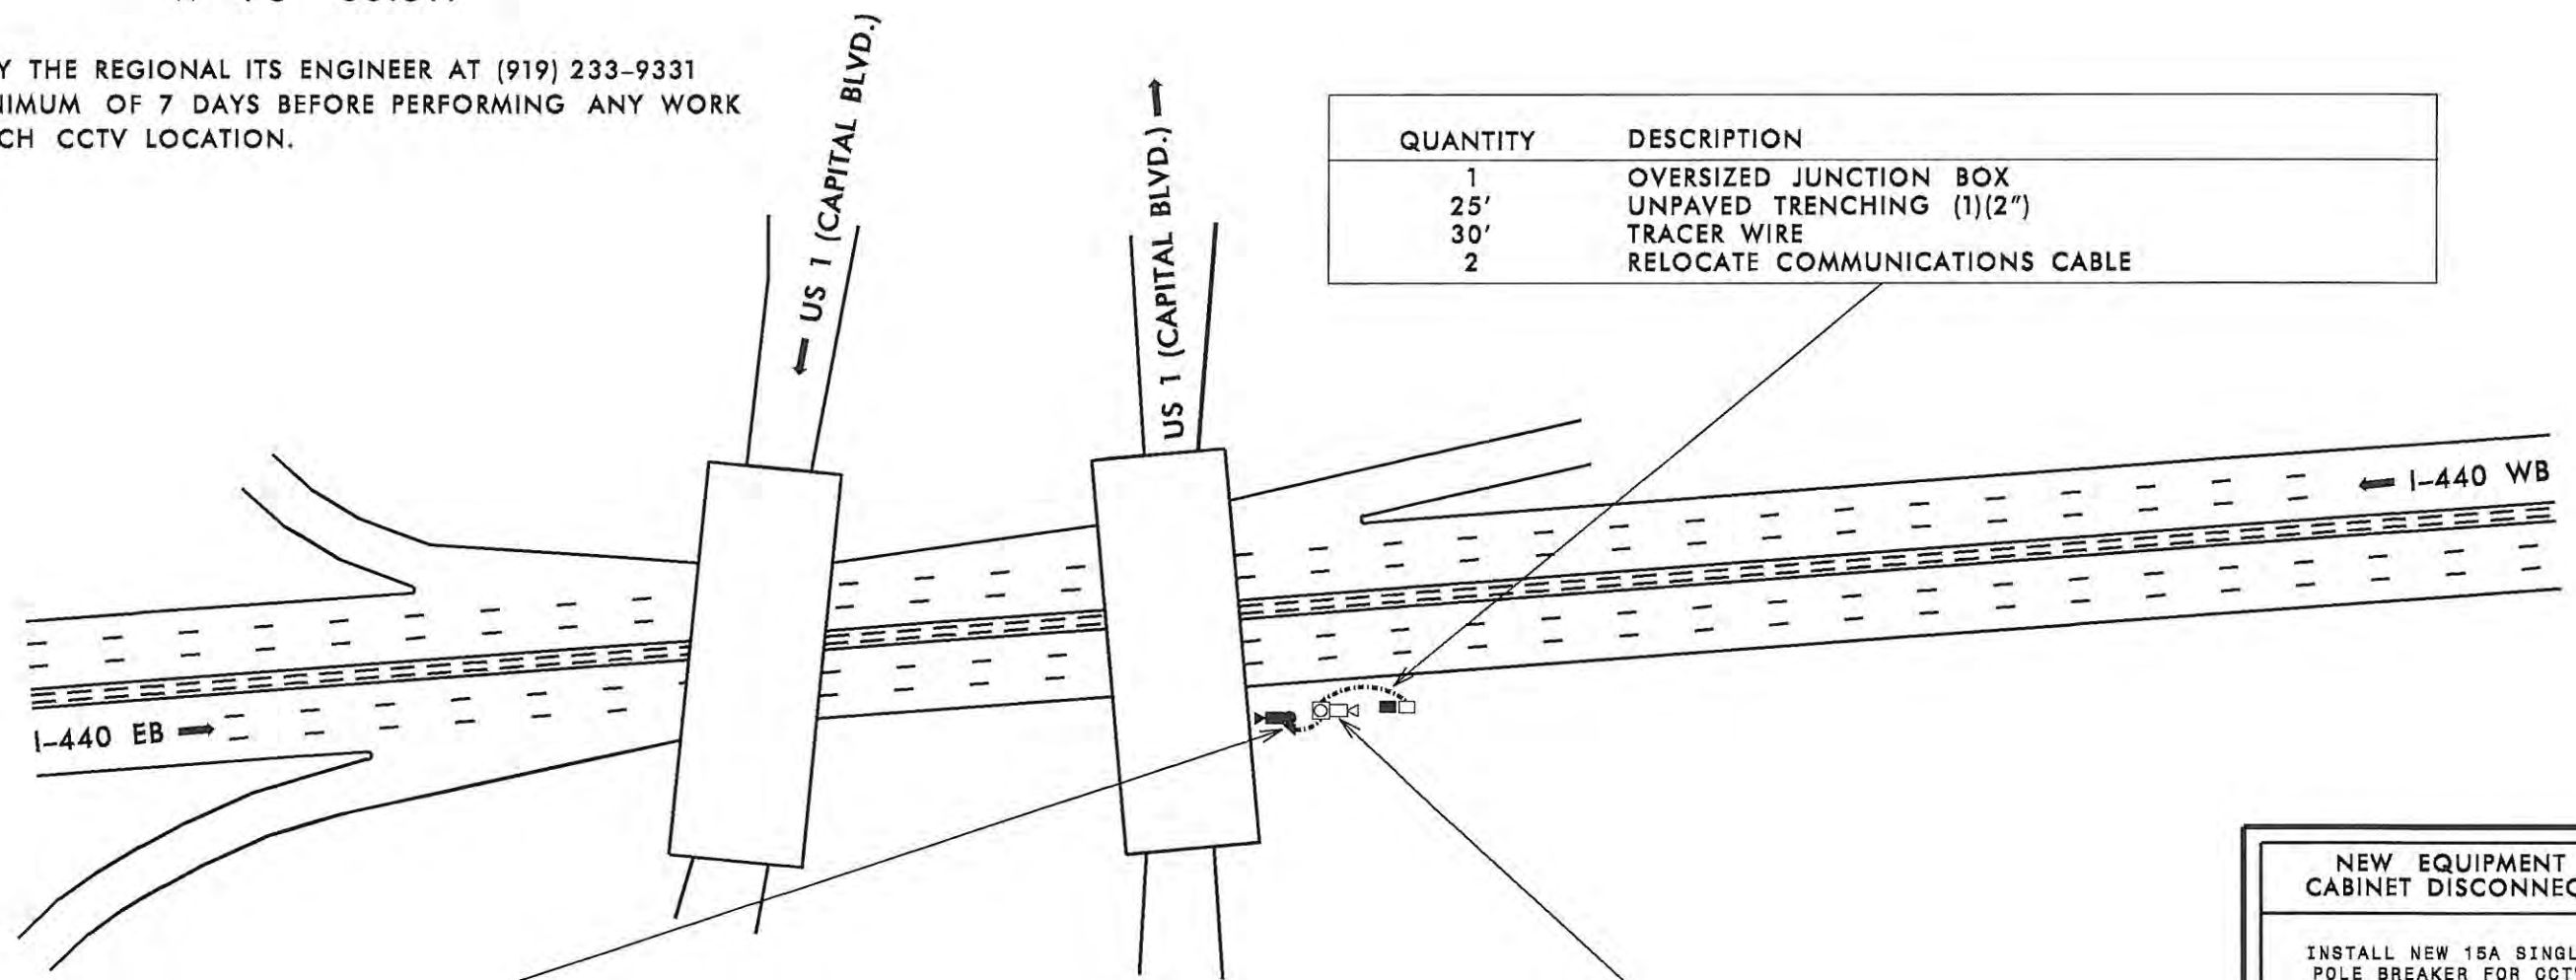 Y THE REGIONAL ITS ENGINEER AT (919) 233-9331
NIMUM OF 7 DAYS BEFORE PERFORMING ANY WORK
CH CCTV LOCATION.
← US 1 (CAPITAL BLVD.)
US 1 (CAPITAL BLVD.) →
QUANTITY DESCRIPTION
1 OVERSIZED JUNCTION BOX
25' UNPAVED TRENCHING (1)(2")
30' TRACER WIRE
2 RELOCATE COMMUNICATIONS CABLE
← I-440 WB
I-440 EB →
NEW EQUIPMENT
CABINET DISCONNEC
INSTALL NEW 15A SINGL
POLE BREAKER FOR CCT